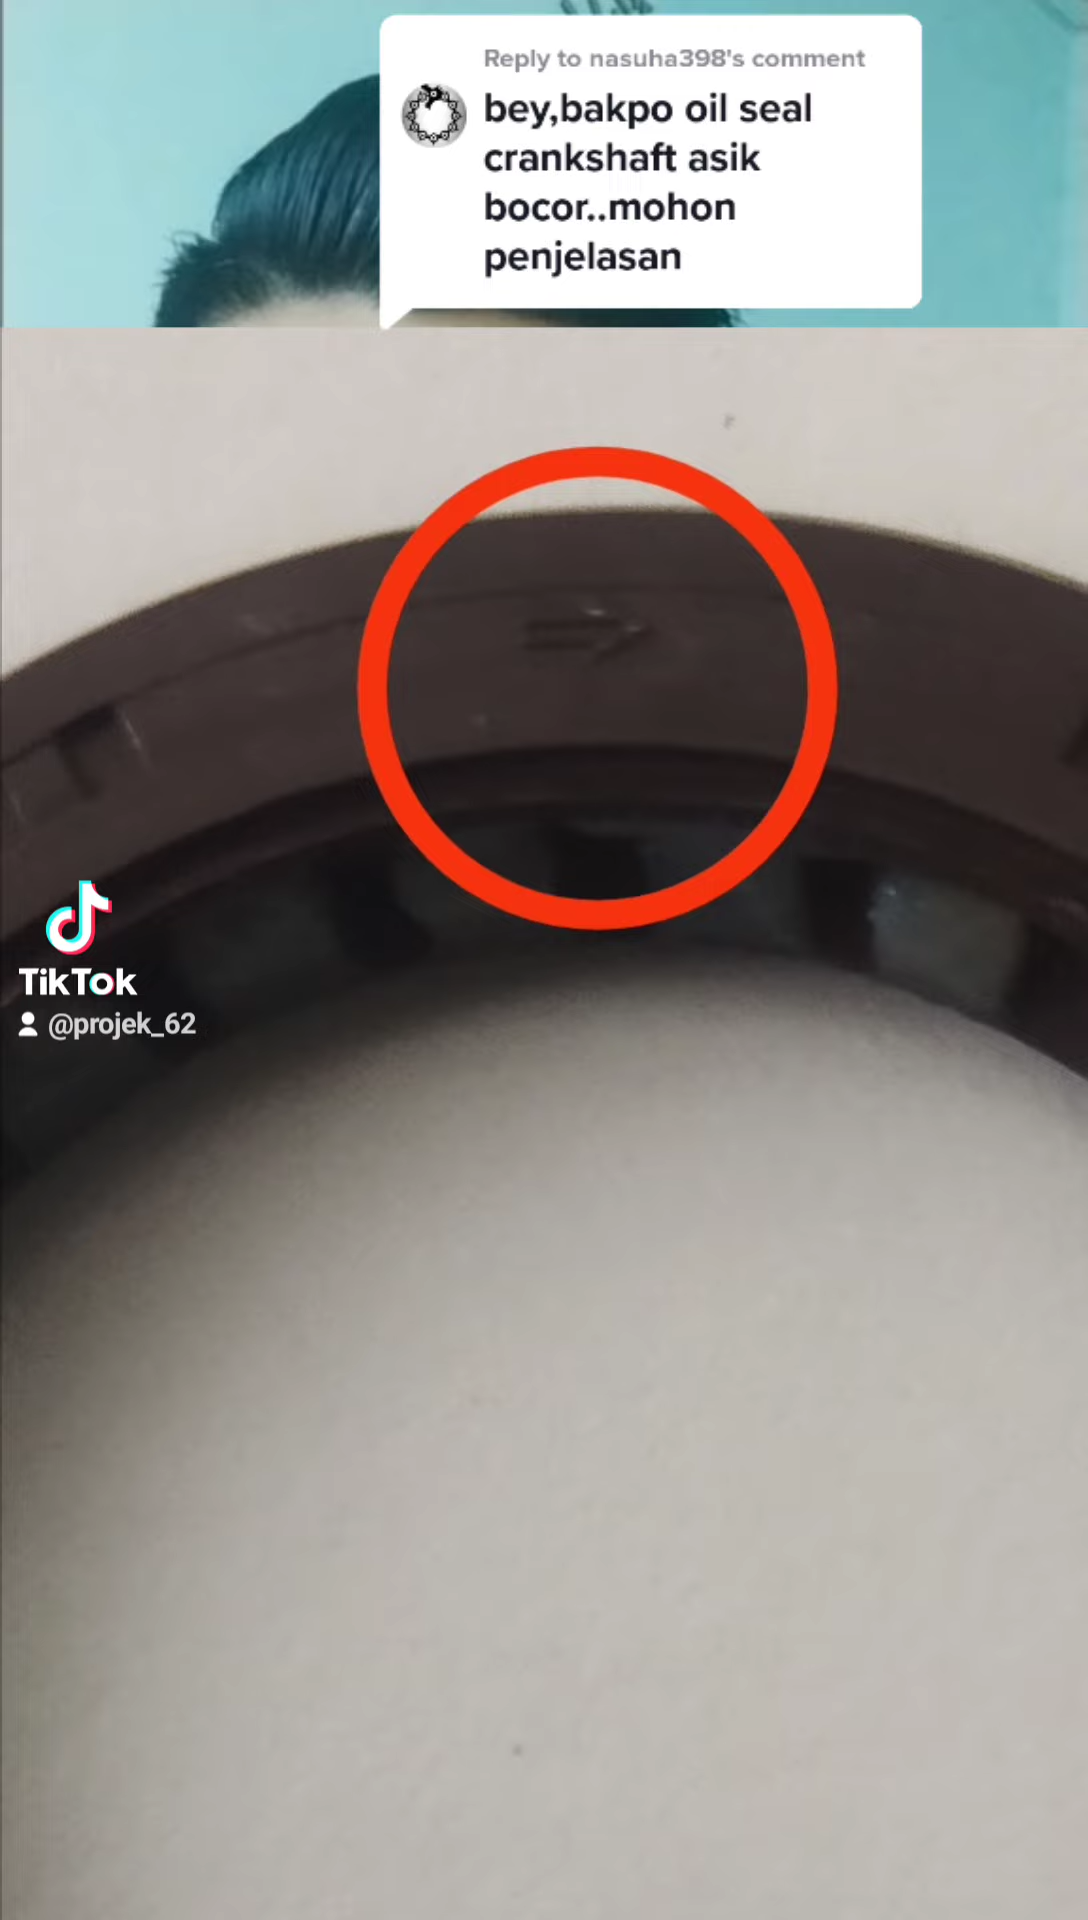 Reply to nasuha398's comment
bey,bakpo oil seal
crankshaft asik
bocor..mohon
penjelasan
TikTok
@projek_62